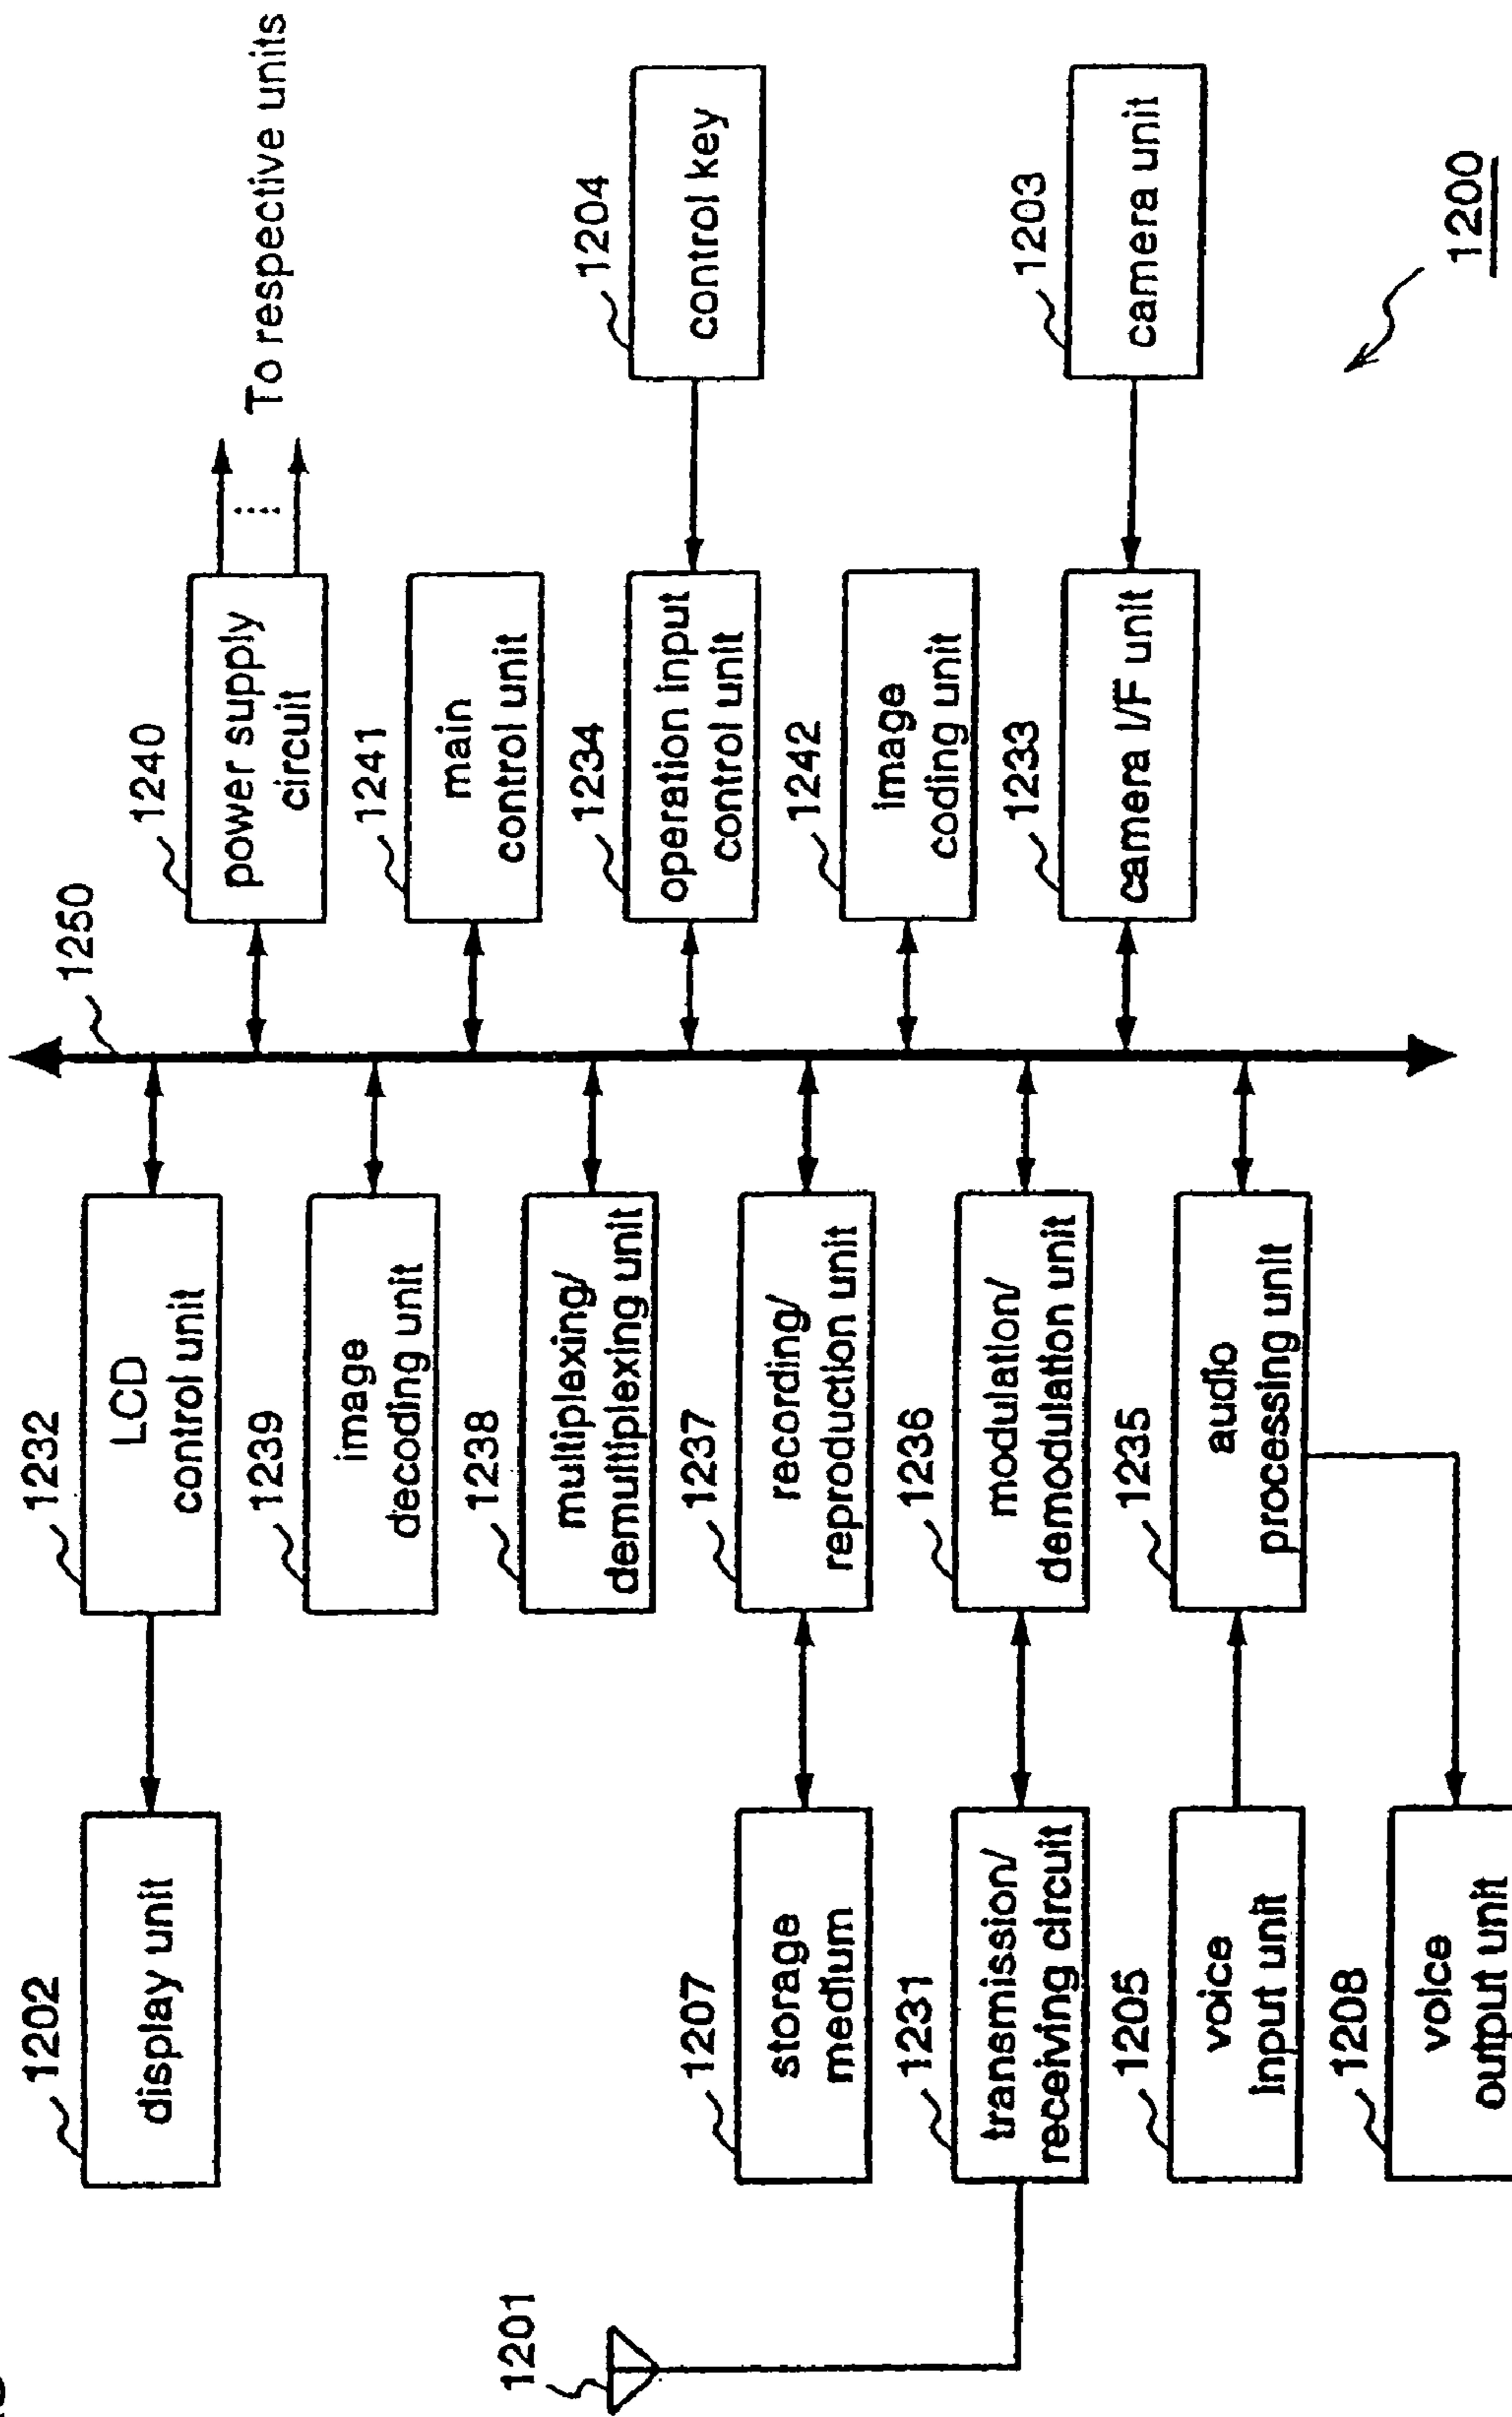 1202
display unit
1232
LCD
control unit
1239
image
decoding unit
1238
multiplexing/
demultiplexing unit
1207
storage
medium
1237
recording/
reproduction unit
1201
1231
transmission/
receiving circuit
1236
modulation/
demodulation unit
1205
voice
input unit
1235
audio
processing unit
1208
voice
output unit
1250
1240
power supply
circuit
To respective units
1241
main
control unit
1234
operation input
control unit
1204
control key
1242
image
coding unit
1233
camera I/F unit
1203
camera unit
1200